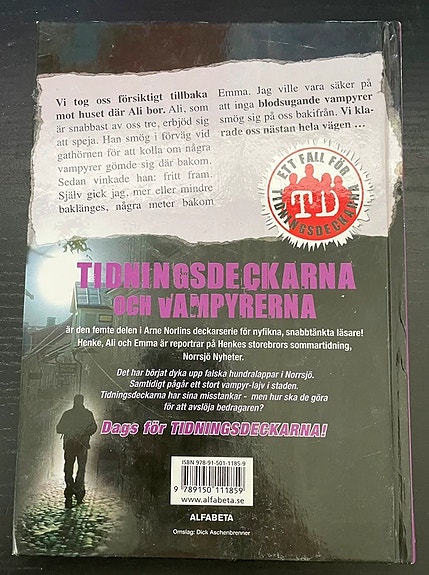 Vi tog oss försiktigt tillbaka
mot huset där Ali bor. Ali, som
är snabbast av oss tre, erbjöd sig
att speja. Han smög i förväg vid
gathörnen för att kolla om några
vampyrer gömde sig där bakom.
Sedan vinkade han: fritt fram.
Själv gick jag, mer eller mindre
baklänges, några meter bakom
Emma. Jag ville vara säker på
att inga blodsugande vampyrer
smög sig på oss bakifrån. Vi kla-
rade oss nästan hela vägen ...
ETT FALL FÖR
TD
TIDNINGSDECKARNA
TIDNINGSDECKARNA
OCH VAMPYRERNA
är den femte delen i Arne Norlins deckarserie för nyfikna, snabbtänkta läsare!
Henke, Ali och Emma är reportrar på Henkes storebrors sommartidning,
Norrsjö Nyheter.
Det har börjat dyka upp falska hundralappar i Norrsjö.
Samtidigt pågår ett stort vampyr-lajv i staden.
Tidningsdeckarna har sina misstankar - men hur ska de göra
för att avslöja bedragaren?
Dags för TIDNINGSDECKARNA!
ISBN 978-91-501-1185-9
9 789150 111859
www.alfabeta.se
ALFABETA
Omslag: Dick Aschenbrenner